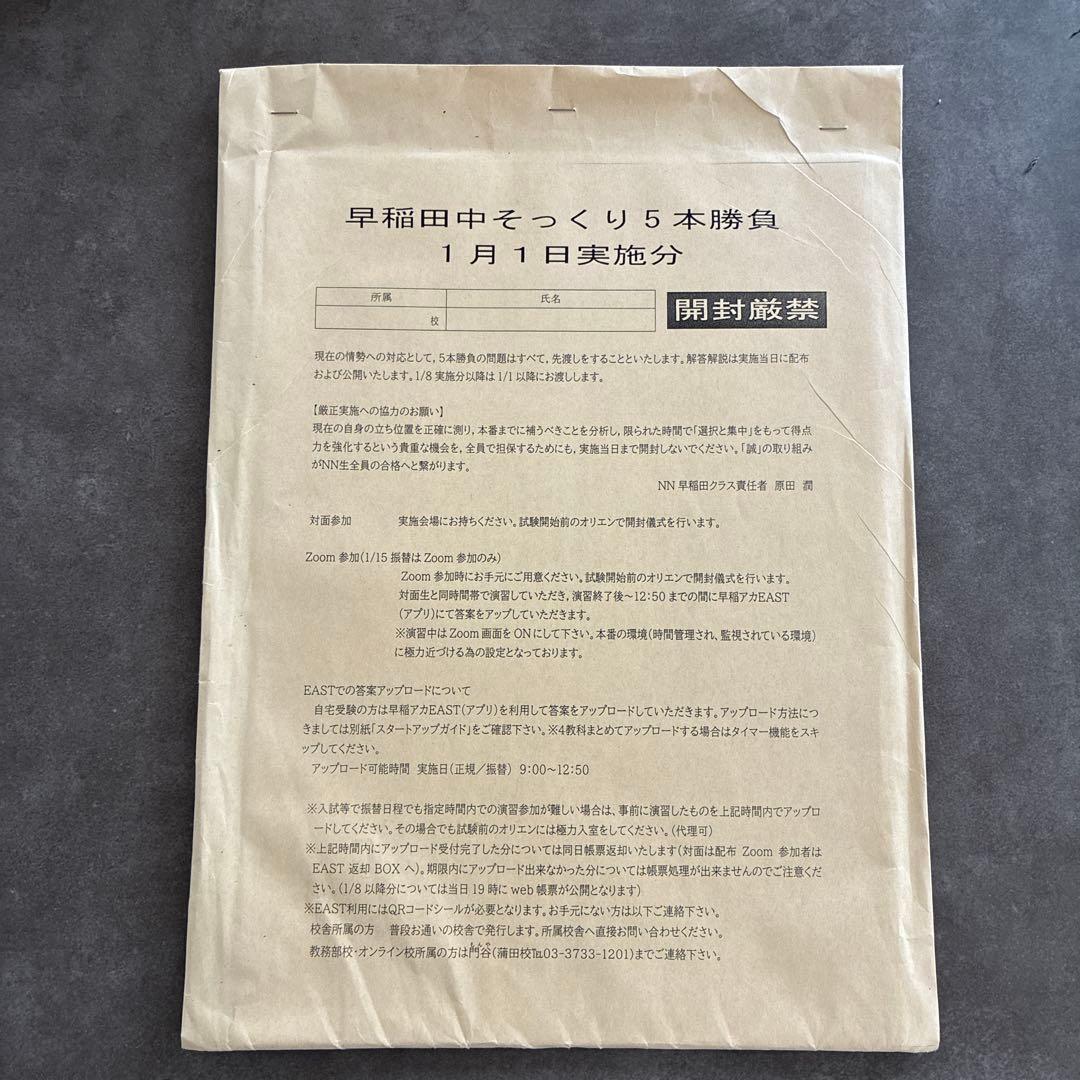 早稲田中そっくり5本勝負
1月1日実施分
所属 氏名
校
開封厳禁
現在の情勢への対応として，5本勝負の問題はすべて，先渡しをすることといたします。解答解説は実施当日に配布
および公開いたします。1/8 実施分以降は 1/1 以降にお渡しします。
【厳正実施への協力のお願い】
現在の自身の立ち位置を正確に測り，本番までに補うべきことを分析し，限られた時間で「選択と集中」をもって得点
力を強化するという貴重な機会を，全員で担保するためにも，実施当日まで開封しないでください。「誠」の取り組み
がNN生全員の合格へと繋がります。
NN 早稲田クラス責任者 原田 潤
対面参加 実施会場にお持ちください。試験開始前のオリエンで開封儀式を行います。
Zoom 参加（1/15 振替は Zoom 参加のみ）
Zoom 参加時にお手元にご用意ください。試験開始前のオリエンで開封儀式を行います。
対面生と同時間帯で演習していただき，演習終了後～12:50 までの間に早稲アカEAST
（アプリ）にて答案をアップしていただきます。
※演習中は Zoom 画面を ON にして下さい。本番の環境（時間管理され、監視されている環境）
に極力近づける為の設定となっております。
EASTでの答案アップロードについて
自宅受験の方は早稲アカEAST（アプリ）を利用して答案をアップロードしていただきます。アップロード方法につ
きましては別紙「スタートアップガイド」をご確認下さい。※4教科まとめてアップロードする場合はタイマー機能をスキ
ップしてください。
アップロード可能時間 実施日（正規／振替） 9:00～12:50
※入試等で振替日程でも指定時間内での演習参加が難しい場合は、事前に演習したものを上記時間内でアップロ
ードしてください。その場合でも試験前のオリエンには極力入室をしてください。（代理可）
※上記時間内にアップロード受付完了した分については同日帳票返却いたします（対面は配布 Zoom 参加者は
EAST 返却 BOX へ）。期限内にアップロード出来なかった分については帳票処理が出来ませんのでご注意くだ
さい。（1/8 以降分については当日 19 時に web 帳票が公開となります）
※EAST利用にはQRコードシールが必要となります。お手元にない方は以下ご連絡下さい。
校舎所属の方 普段お通いの校舎で発行します。所属校舎へ直接お問い合わせください。
教務部校・オンライン校所属の方は門谷（蒲田校℡03-3733-1201）までご連絡下さい。